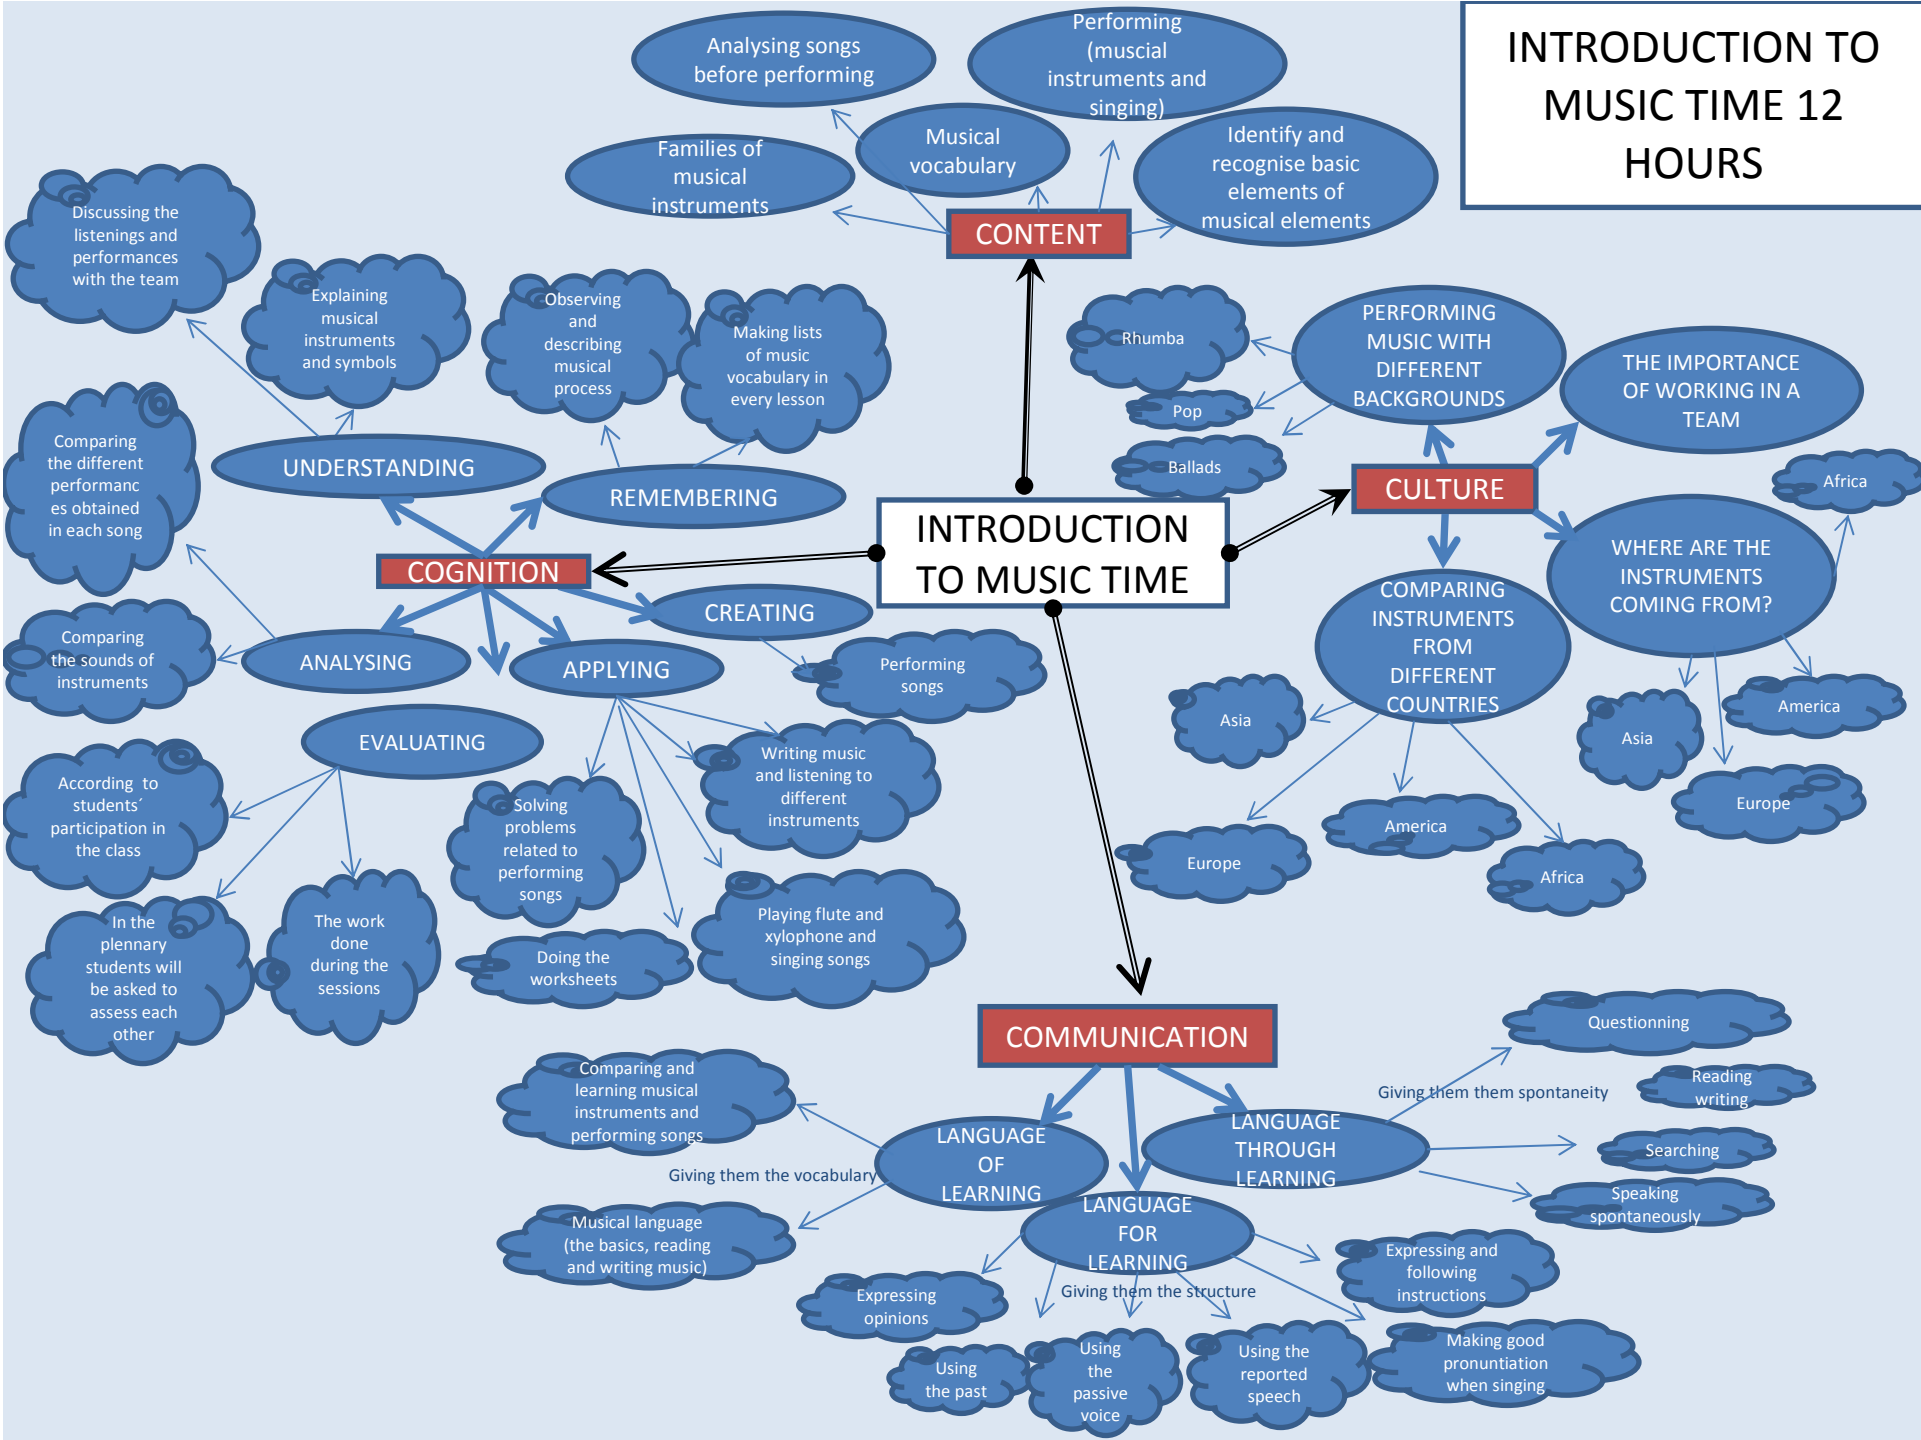 INTRODUCTION TO
MUSIC TIME 12
HOURS
Analysing songs
before performing
Performing
(muscial
instruments and
singing)
Families of
musical
instruments
Musical
vocabulary
Identify and
recognise basic
elements of
musical elements
CONTENT
Discussing the
listenings and
performances
with the team
Explaining
musical
instruments
and symbols
Observing
and
describing
musical
process
Making lists
of music
vocabulary in
every lesson
Comparing
the different
performanc
es obtained
in each song
UNDERSTANDING
REMEMBERING
COGNITION
Comparing
the sounds of
instruments
ANALYSING
APPLYING
CREATING
Performing
songs
EVALUATING
According  to
students´
participation in
the class
In the
plennary
students will
be asked to
assess each
other
The work
done
during the
sessions
Solving
problems
related to
performing
songs
Writing music
and listening to
different
instruments
Doing the
worksheets
Playing flute and
xylophone and
singing songs
INTRODUCTION
TO MUSIC TIME
Rhumba
Pop
Ballads
PERFORMING
MUSIC WITH
DIFFERENT
BACKGROUNDS
THE IMPORTANCE
OF WORKING IN A
TEAM
CULTURE
Africa
WHERE ARE THE
INSTRUMENTS
COMING FROM?
COMPARING
INSTRUMENTS
FROM
DIFFERENT
COUNTRIES
Asia
Europe
America
Africa
Asia
America
Europe
COMMUNICATION
Comparing and
learning musical
instruments and
performing songs
Giving them the vocabulary
Musical language
(the basics, reading
and writing music)
LANGUAGE
OF
LEARNING
LANGUAGE
THROUGH
LEARNING
LANGUAGE
FOR
LEARNING
Giving them them spontaneity
Questionning
Reading
writing
Searching
Speaking
spontaneously
Giving them the structure
Expressing
opinions
Using
the past
Using
the
passive
voice
Using the
reported
speech
Expressing and
following
instructions
Making good
pronuntiation
when singing